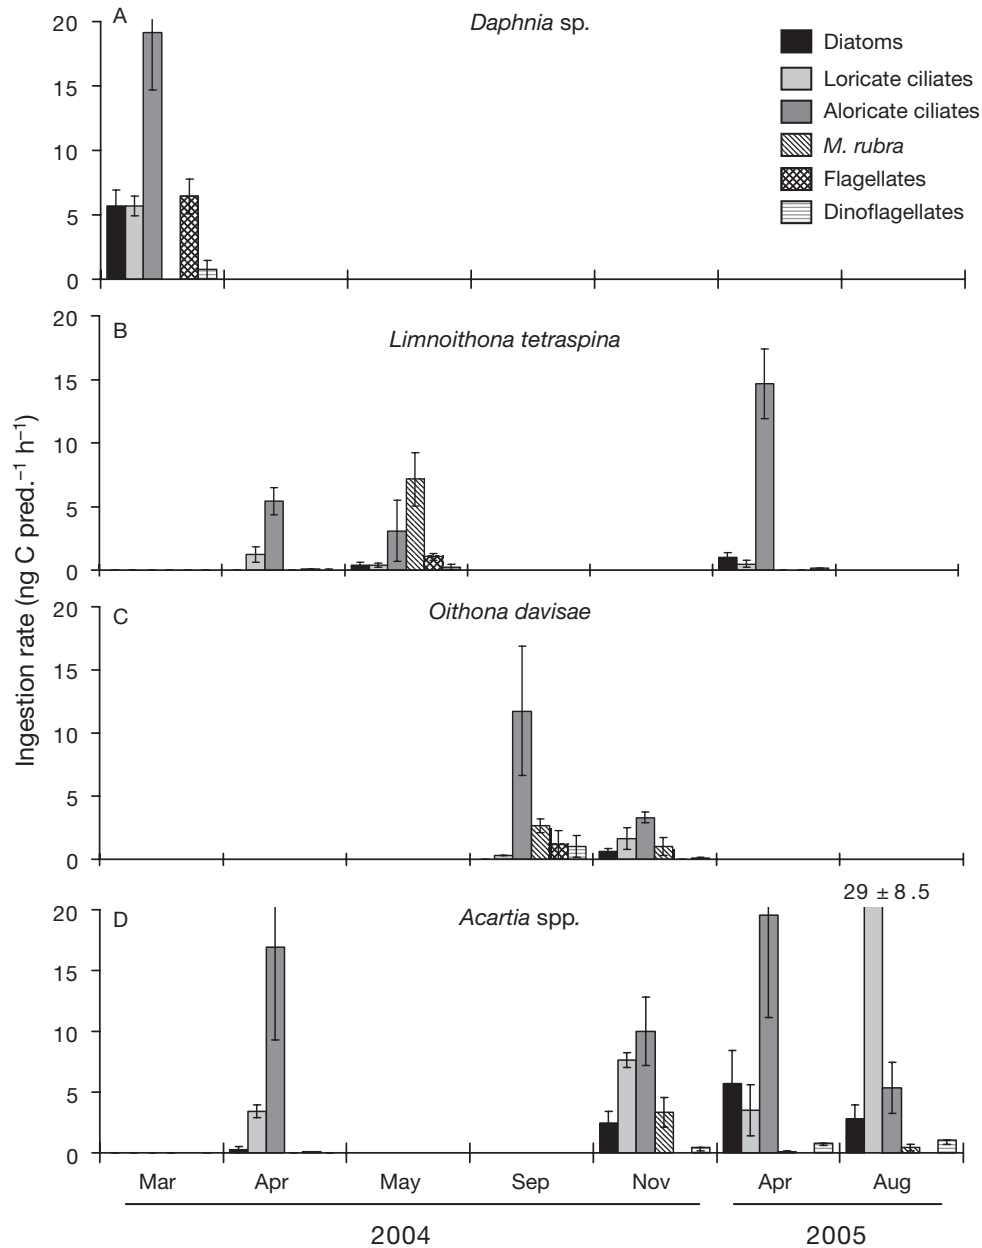 A
Daphnia sp.
20
15
10
5
0
Diatoms
Loricate ciliates
Aloricate ciliates
M. rubra
Flagellates
Dinoflagellates
B
Limnoithona tetraspina
20
15
10
5
0
Ingestion rate (ng C pred.⁻¹ h⁻¹)
C
Oithona davisae
20
15
10
5
0
29 ± 8.5
D
Acartia spp.
20
15
10
5
0
Mar Apr May Sep Nov Apr Aug
2004 2005